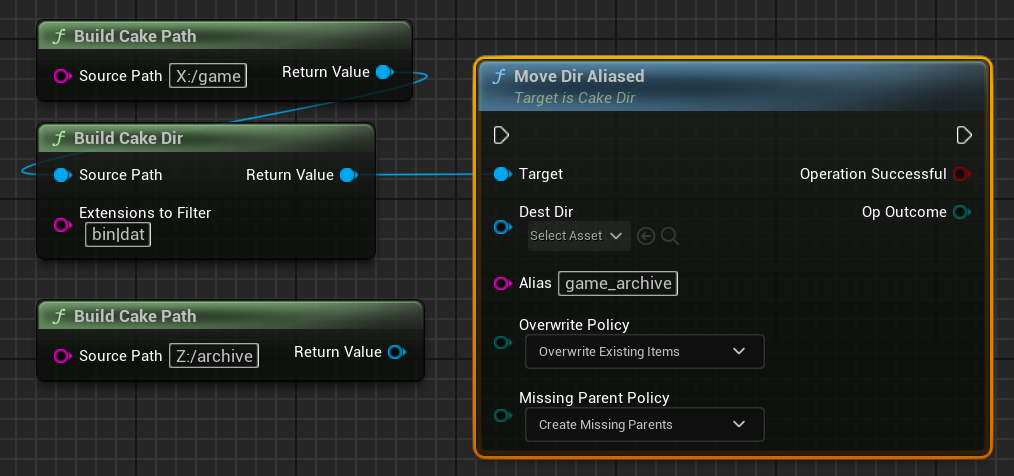 f Build Cake Path
Source Path X:/game Return Value
f Build Cake Dir
Source Path Return Value
Extensions to Filter
bin|dat
f Build Cake Path
Source Path Z:/archive Return Value
f Move Dir Aliased
Target is Cake Dir
Target Operation Successful
Dest Dir Op Outcome
Select Asset
Alias game_archive
Overwrite Policy
Overwrite Existing Items
Missing Parent Policy
Create Missing Parents